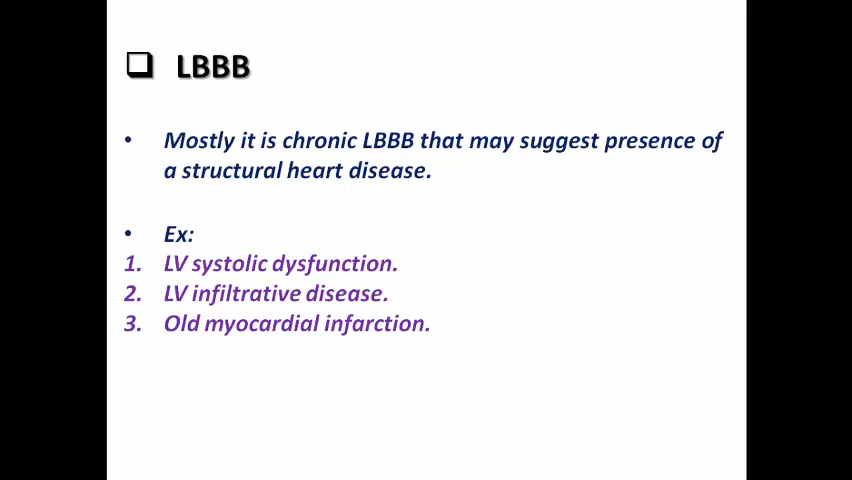 ❑ LBBB
• Mostly it is chronic LBBB that may suggest presence of
a structural heart disease.
• Ex:
1. LV systolic dysfunction.
2. LV infiltrative disease.
3. Old myocardial infarction.